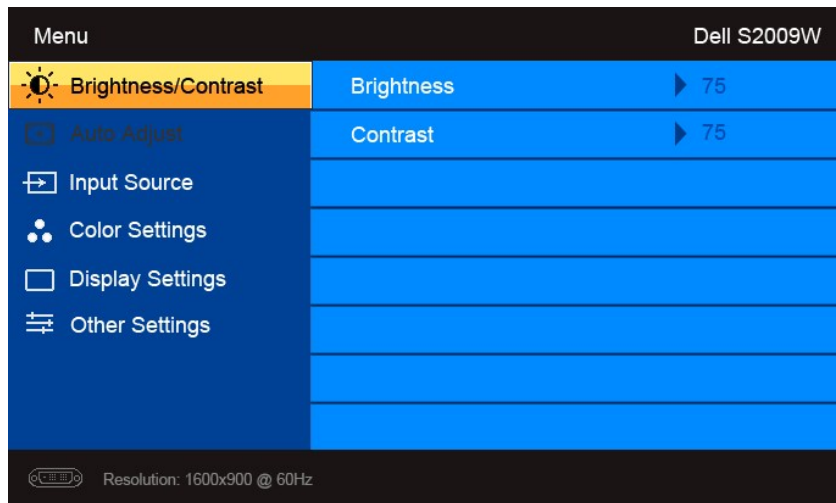 Menu Dell S2009W
Brightness/Contrast Brightness 75
Auto Adjust Contrast 75
Input Source
Color Settings
Display Settings
Other Settings
Resolution: 1600x900 @ 60Hz